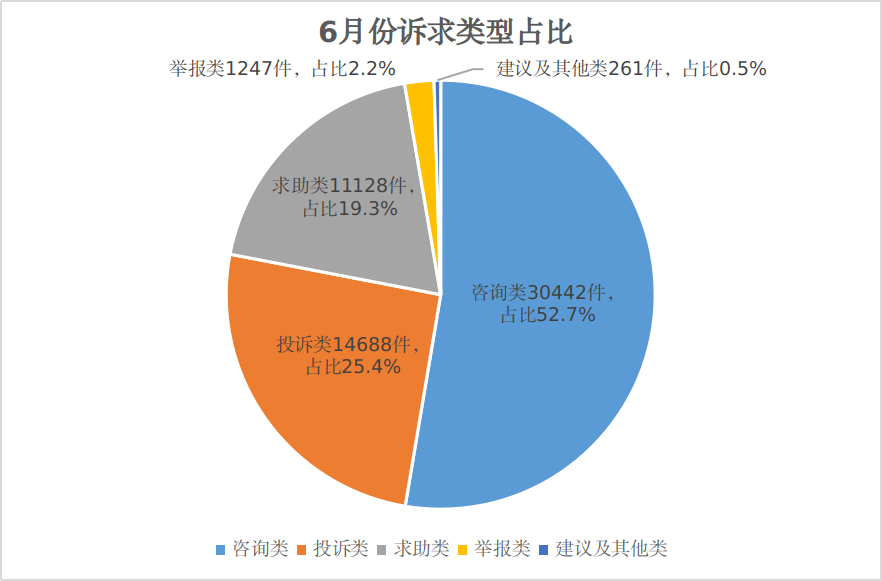 6月份诉求类型占比
举报类1247件，占比2.2%
建议及其他类261件，占比0.5%
求助类11128件，
占比19.3%
咨询类30442件，
占比52.7%
投诉类14688件，
占比25.4%
咨询类 投诉类 求助类 举报类 建议及其他类